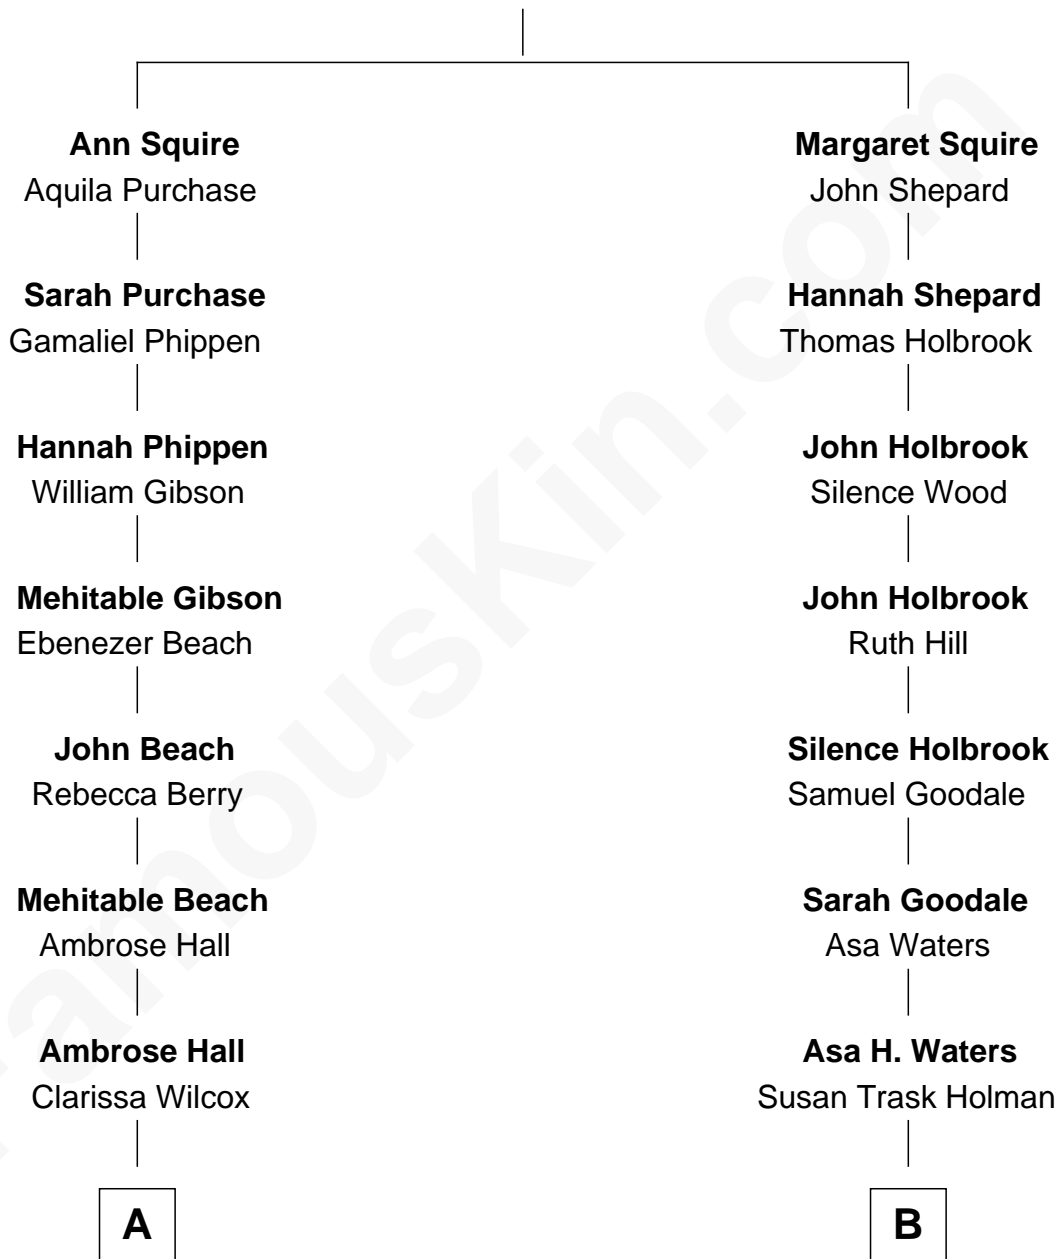 Ann Squire
Aquila Purchase
Sarah Purchase
Gamaliel Phippen
Hannah Phippen
William Gibson
Mehitable Gibson
Ebenezer Beach
John Beach
Rebecca Berry
Mehitable Beach
Ambrose Hall
Ambrose Hall
Clarissa Wilcox
A
Margaret Squire
John Shepard
Hannah Shepard
Thomas Holbrook
John Holbrook
Silence Wood
John Holbrook
Ruth Hill
Silence Holbrook
Samuel Goodale
Sarah Goodale
Asa Waters
Asa H. Waters
Susan Trask Holman
B
FamousKin.com